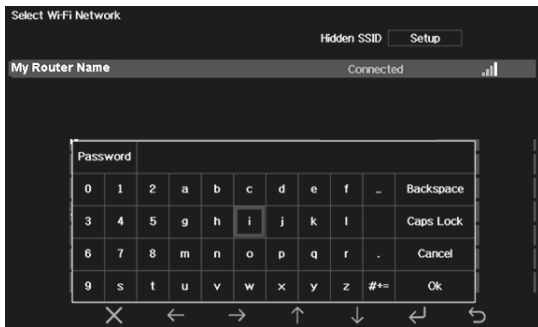 Select Wi-Fi Network
Hidden SSID Setup
My Router Name Connected
Password
0 1 2 a b c d e f _ Backspace
3 4 5 g h i j k l Caps Lock
6 7 8 m n o p q r . Cancel
9 s t u v w x y z #+= Ok